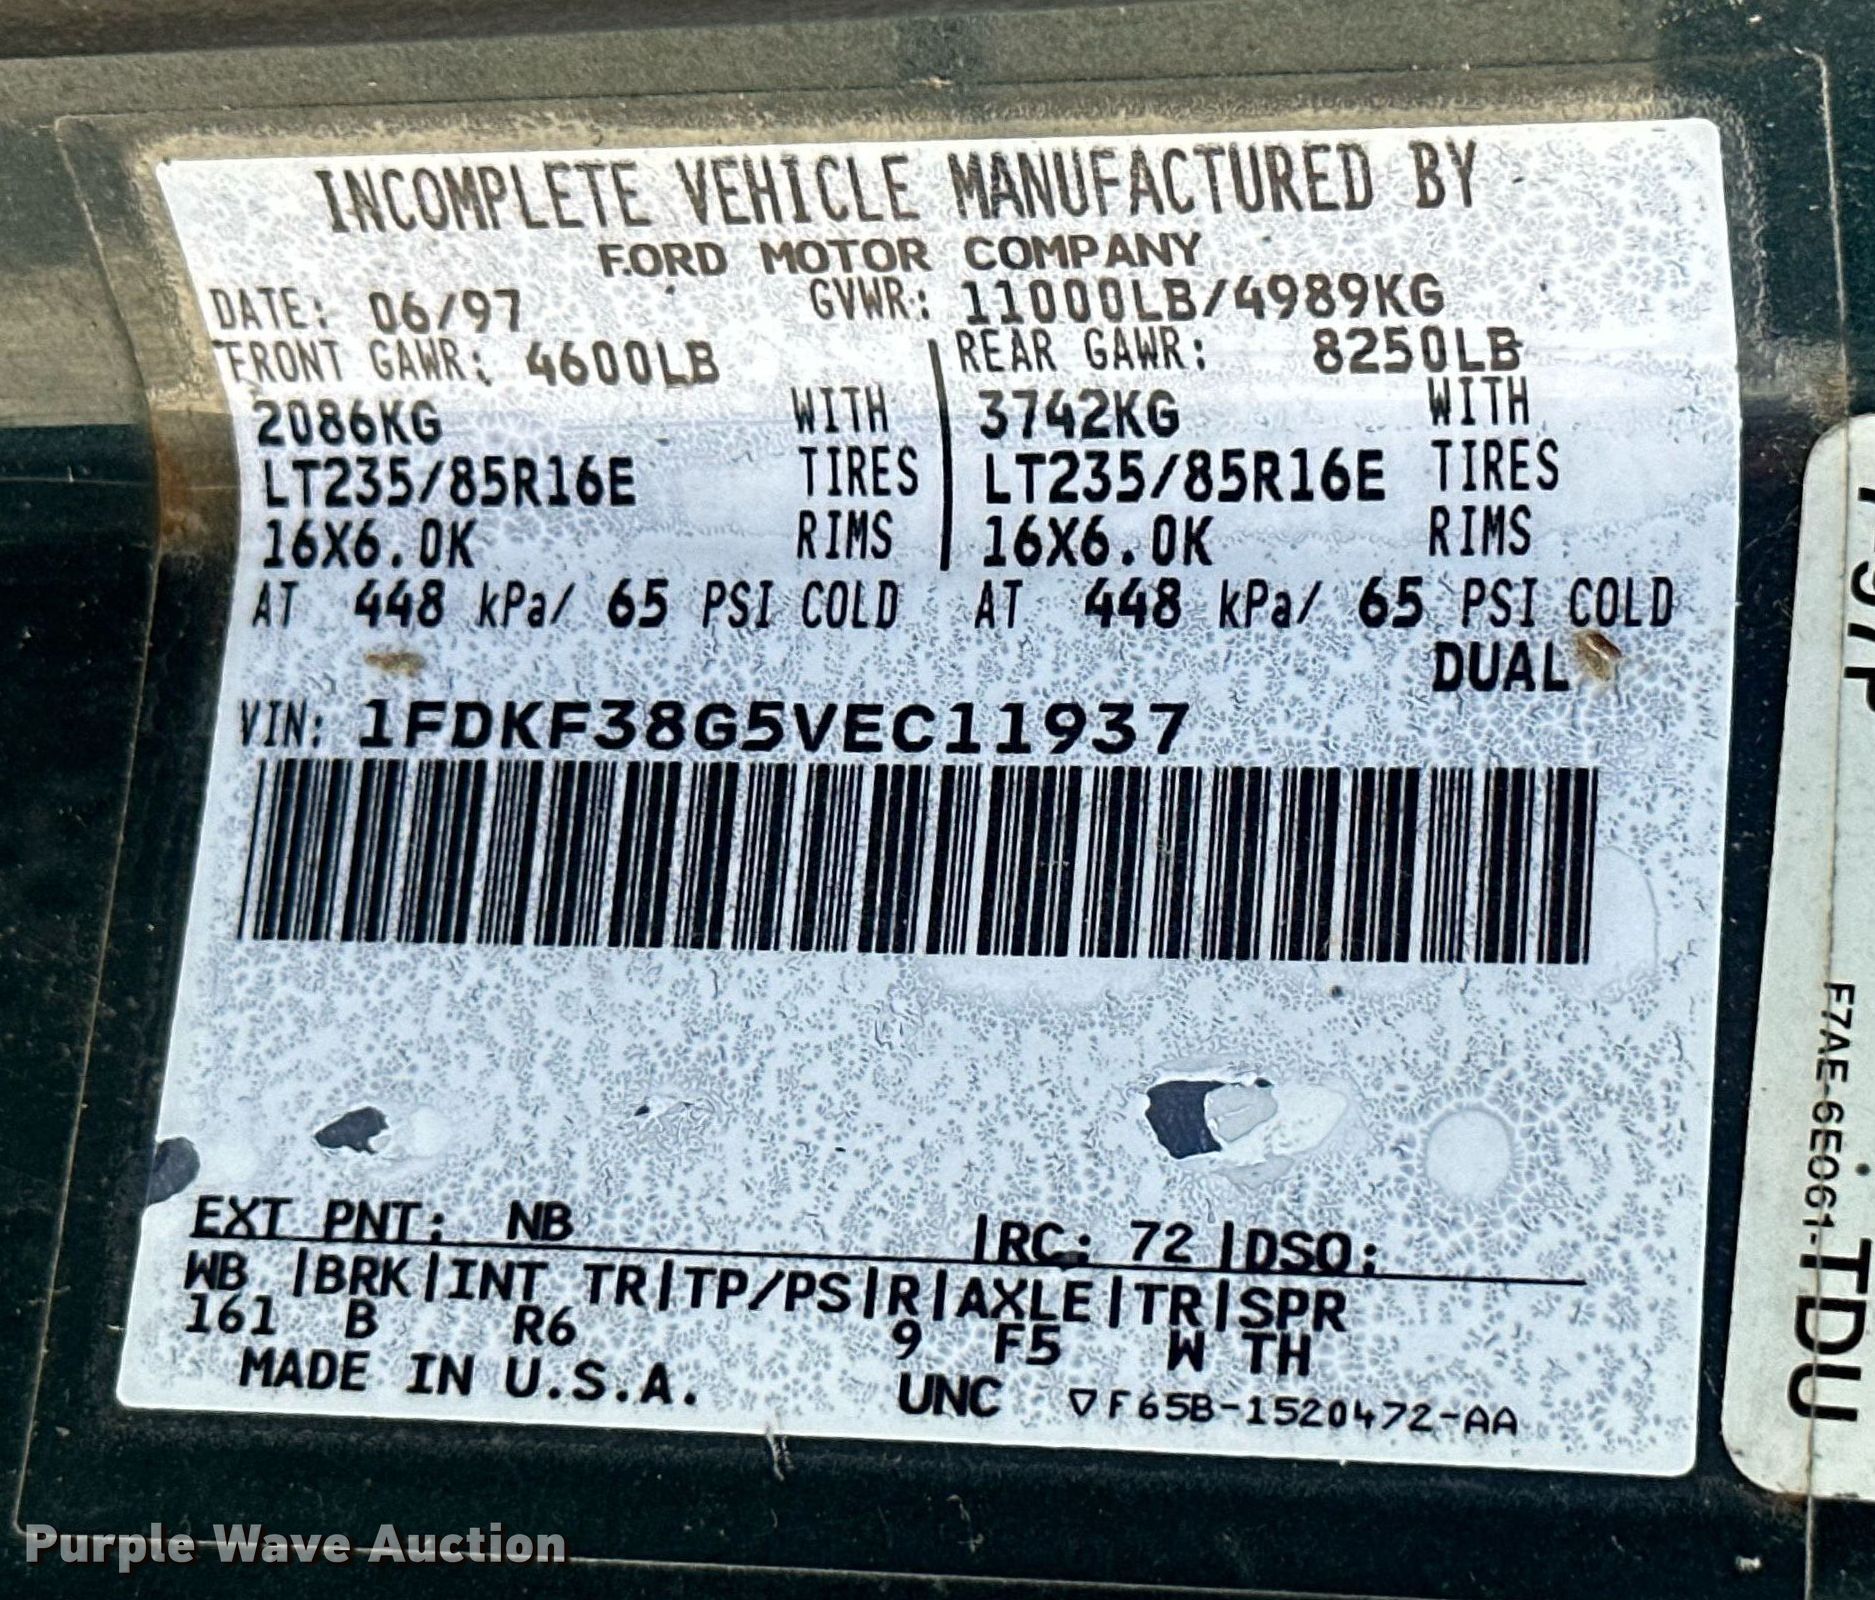 INCOMPLETE VEHICLE MANUFACTURED BY
FORD MOTOR COMPANY
DATE: 06/97 GVWR: 11000LB/4989KG
FRONT GAWR: 4600LB REAR GAWR: 8250LB
2086KG WITH 3742KG WITH
LT235/85R16E TIRES LT235/85R16E TIRES
16X6.0K RIMS 16X6.0K RIMS
AT 448 kPa/ 65 PSI COLD AT 448 kPa/ 65 PSI COLD
DUAL
VIN: 1FDKF38G5VEC11937
EXT PNT: NB |RC: 72 |DSO:
WB |BRK|INT TR|TP/PS|R|AXLE|TR|SPR
161 B R6 9 F5 W TH
MADE IN U.S.A. UNC ▽F65B-1520472-AA
F7AE-6E061-TDU
Purple Wave Auction